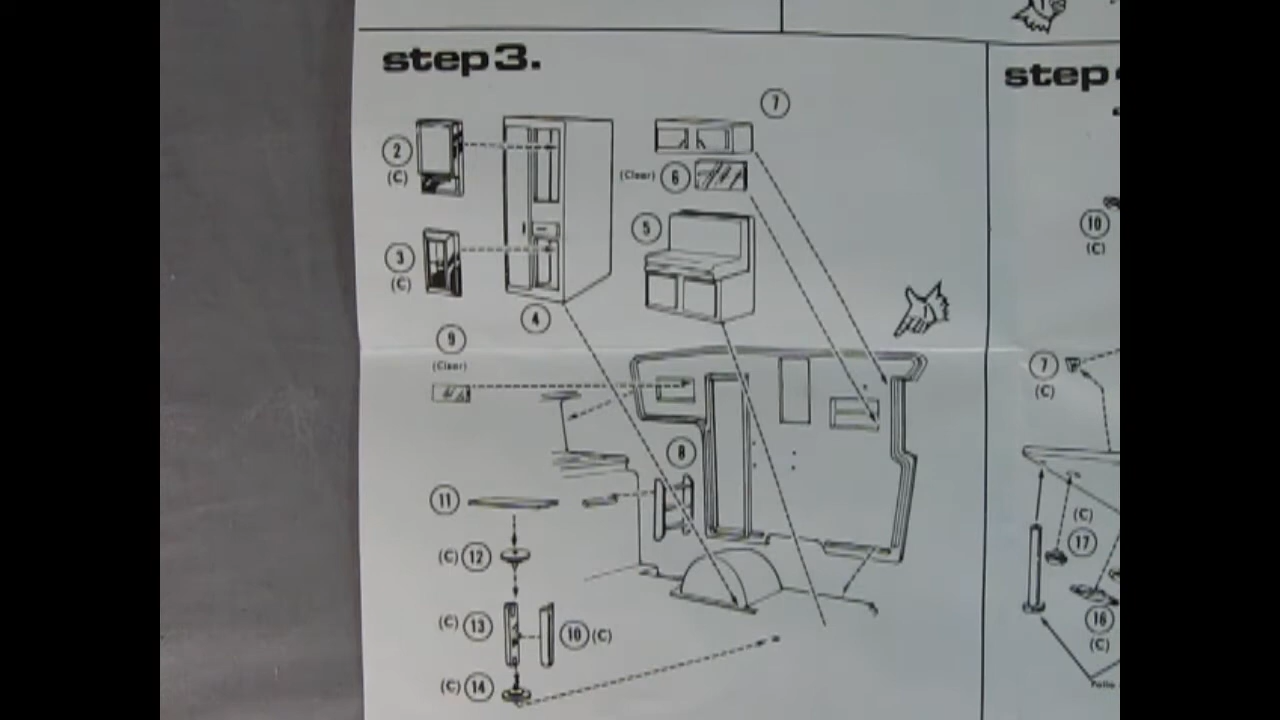 step3.
step
7
2
(C)
(Clear) 6
5
10
(C)
3
(C)
4
9
(Clear)
7
(C)
8
11
(C)
17
(C) 12
(C) 13
10 (C)
16
(C)
(C) 14